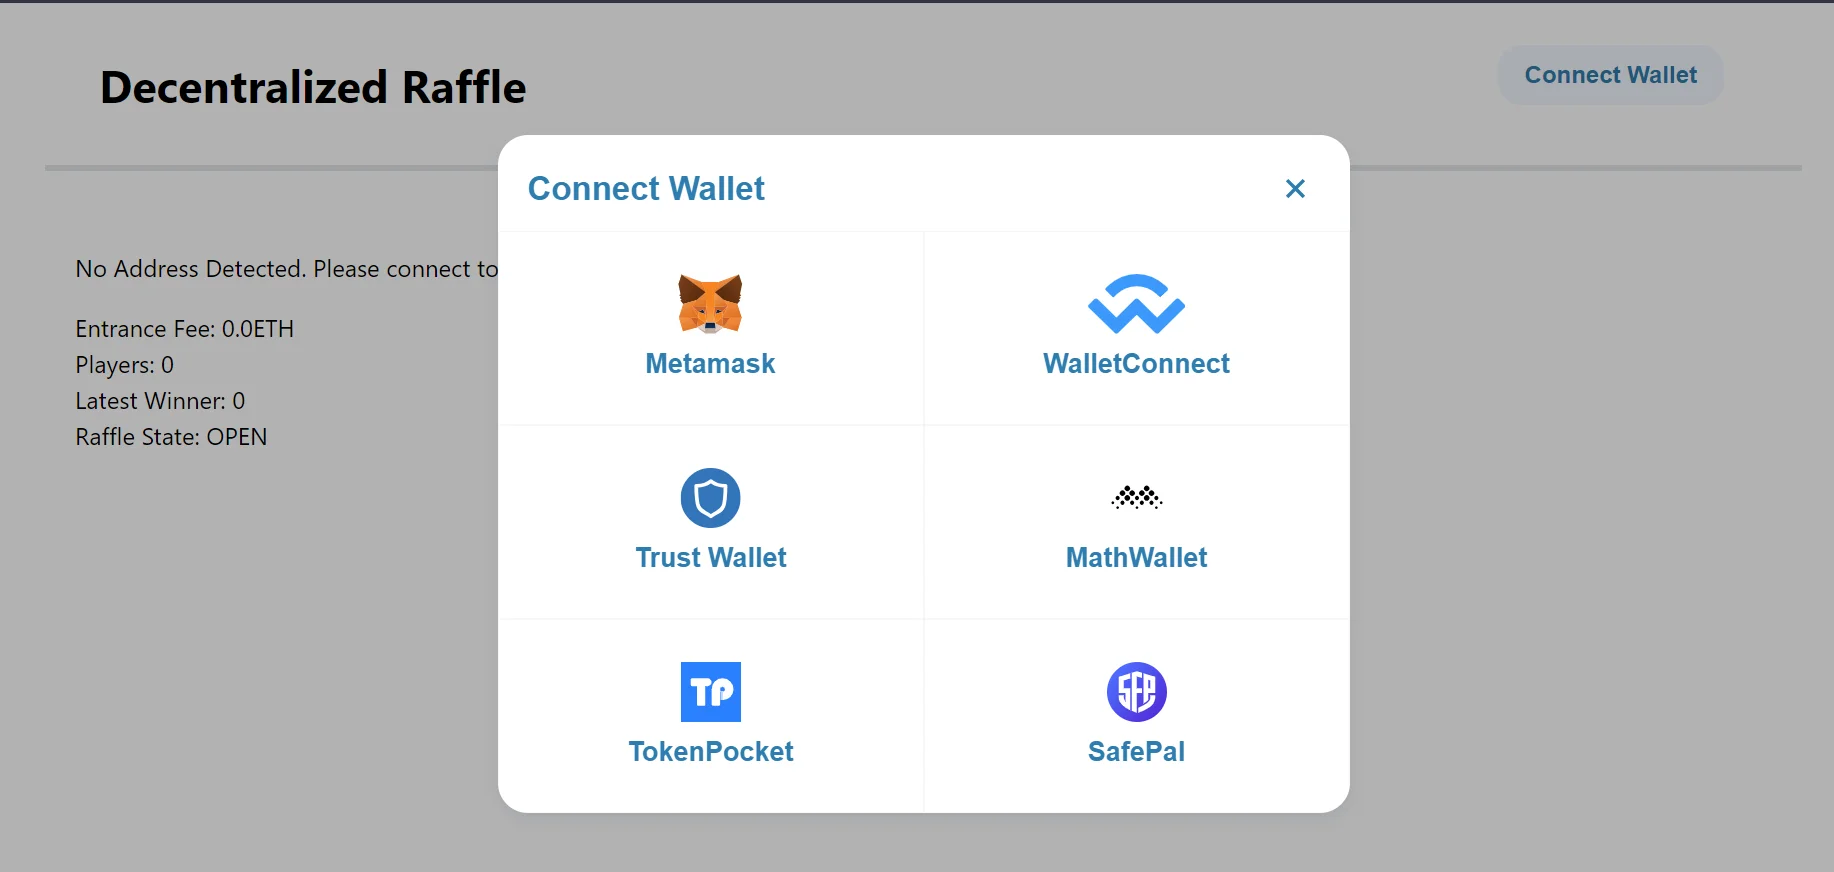 Decentralized Raffle
Connect Wallet
Connect Wallet
No Address Detected. Please connect to
Entrance Fee: 0.0ETH
Players: 0
Latest Winner: 0
Raffle State: OPEN
Metamask
WalletConnect
Trust Wallet
MathWallet
TP
TokenPocket
SFP
SafePal